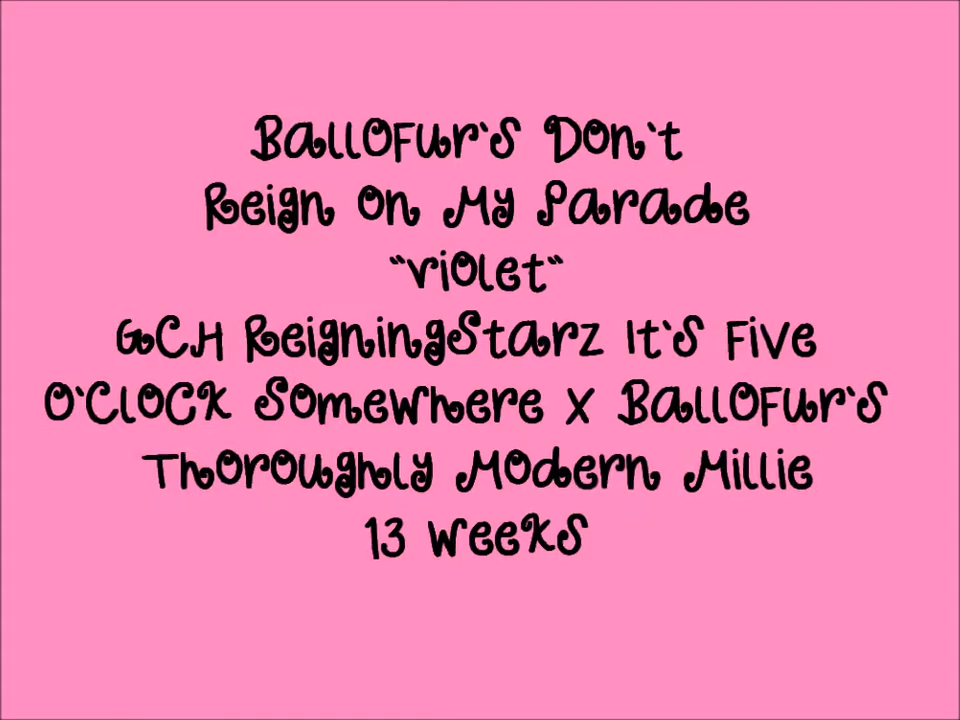 BallOFur's Don't
Reign On My Parade
"Violet"
GCH ReigningStarz It's Five
O'Clock Somewhere X BallOFur's
Thoroughly Modern Millie
13 Weeks